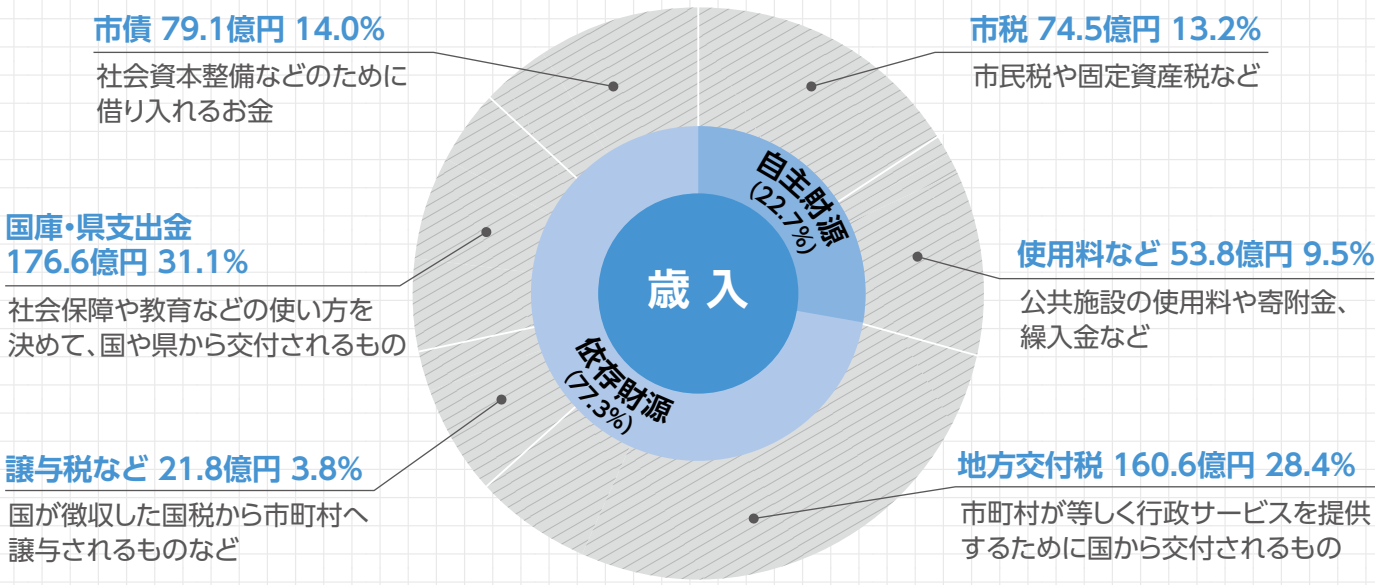 市債 79.1億円 14.0%
社会資本整備などのために
借り入れるお金
市税 74.5億円 13.2%
市民税や固定資産税など
国庫・県支出金
176.6億円 31.1%
社会保障や教育などの使い方を
決めて、国や県から交付されるもの
使用料など 53.8億円 9.5%
公共施設の使用料や寄附金、
繰入金など
譲与税など 21.8億円 3.8%
国が徴収した国税から市町村へ
譲与されるものなど
地方交付税 160.6億円 28.4%
市町村が等しく行政サービスを提供
するために国から交付されるもの
自主財源
(22.7%)
歳入
依存財源
(77.3%)